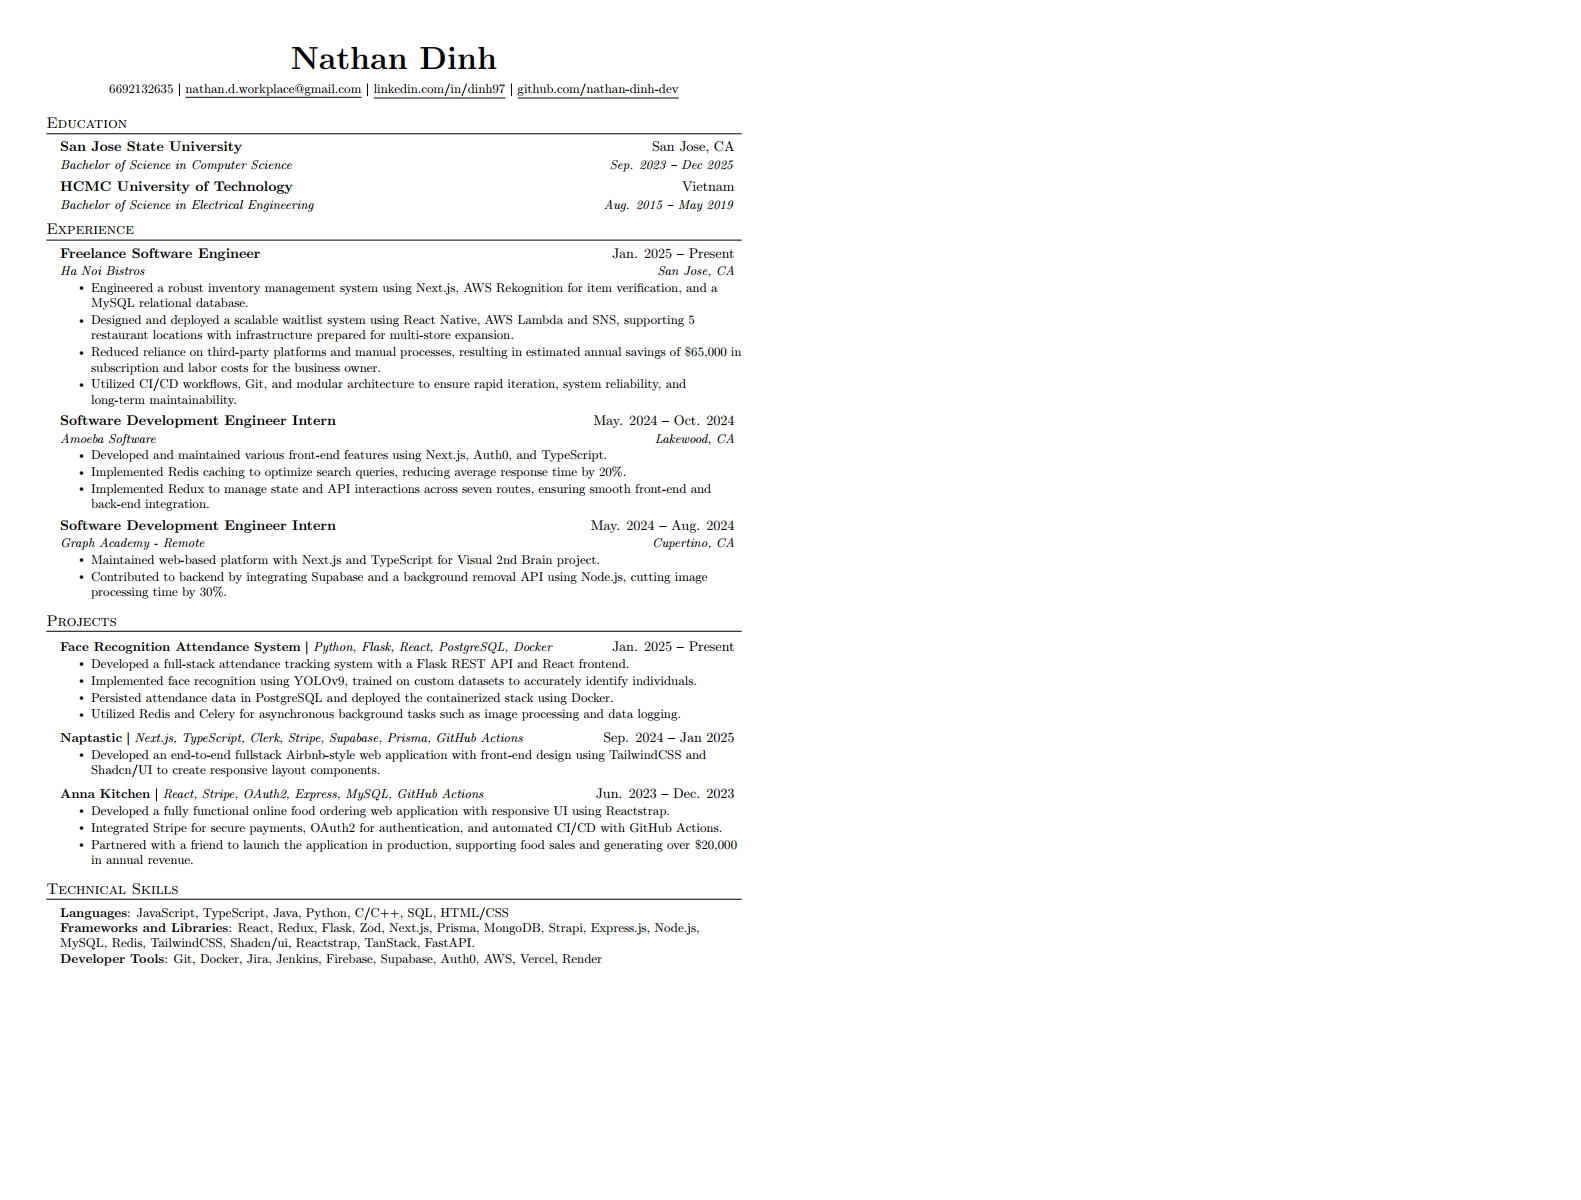 Nathan Dinh
6692132635 | nathan.d.workplace@gmail.com | linkedin.com/in/dinh97 | github.com/nathan-dinh-dev
Education
San Jose State University San Jose, CA
Bachelor of Science in Computer Science Sep. 2023 – Dec 2025
HCMC University of Technology Vietnam
Bachelor of Science in Electrical Engineering Aug. 2015 – May 2019
Experience
Freelance Software Engineer Jan. 2025 – Present
Ha Noi Bistros San Jose, CA
• Engineered a robust inventory management system using Next.js, AWS Rekognition for item verification, and a
MySQL relational database.
• Designed and deployed a scalable waitlist system using React Native, AWS Lambda and SNS, supporting 5
restaurant locations with infrastructure prepared for multi-store expansion.
• Reduced reliance on third-party platforms and manual processes, resulting in estimated annual savings of $65,000 in
subscription and labor costs for the business owner.
• Utilized CI/CD workflows, Git, and modular architecture to ensure rapid iteration, system reliability, and
long-term maintainability.
Software Development Engineer Intern May. 2024 – Oct. 2024
Amoeba Software Lakewood, CA
• Developed and maintained various front-end features using Next.js, Auth0, and TypeScript.
• Implemented Redis caching to optimize search queries, reducing average response time by 20%.
• Implemented Redux to manage state and API interactions across seven routes, ensuring smooth front-end and
back-end integration.
Software Development Engineer Intern May. 2024 – Aug. 2024
Graph Academy - Remote Cupertino, CA
• Maintained web-based platform with Next.js and TypeScript for Visual 2nd Brain project.
• Contributed to backend by integrating Supabase and a background removal API using Node.js, cutting image
processing time by 30%.
Projects
Face Recognition Attendance System | Python, Flask, React, PostgreSQL, Docker Jan. 2025 – Present
• Developed a full-stack attendance tracking system with a Flask REST API and React frontend.
• Implemented face recognition using YOLOv9, trained on custom datasets to accurately identify individuals.
• Persisted attendance data in PostgreSQL and deployed the containerized stack using Docker.
• Utilized Redis and Celery for asynchronous background tasks such as image processing and data logging.
Naptastic | Next.js, TypeScript, Clerk, Stripe, Supabase, Prisma, GitHub Actions Sep. 2024 – Jan 2025
• Developed an end-to-end fullstack Airbnb-style web application with front-end design using TailwindCSS and
Shadcn/UI to create responsive layout components.
Anna Kitchen | React, Stripe, OAuth2, Express, MySQL, GitHub Actions Jun. 2023 – Dec. 2023
• Developed a fully functional online food ordering web application with responsive UI using Reactstrap.
• Integrated Stripe for secure payments, OAuth2 for authentication, and automated CI/CD with GitHub Actions.
• Partnered with a friend to launch the application in production, supporting food sales and generating over $20,000
in annual revenue.
Technical Skills
Languages: JavaScript, TypeScript, Java, Python, C/C++, SQL, HTML/CSS
Frameworks and Libraries: React, Redux, Flask, Zod, Next.js, Prisma, MongoDB, Strapi, Express.js, Node.js,
MySQL, Redis, TailwindCSS, Shadcn/ui, Reactstrap, TanStack, FastAPI.
Developer Tools: Git, Docker, Jira, Jenkins, Firebase, Supabase, Auth0, AWS, Vercel, Render